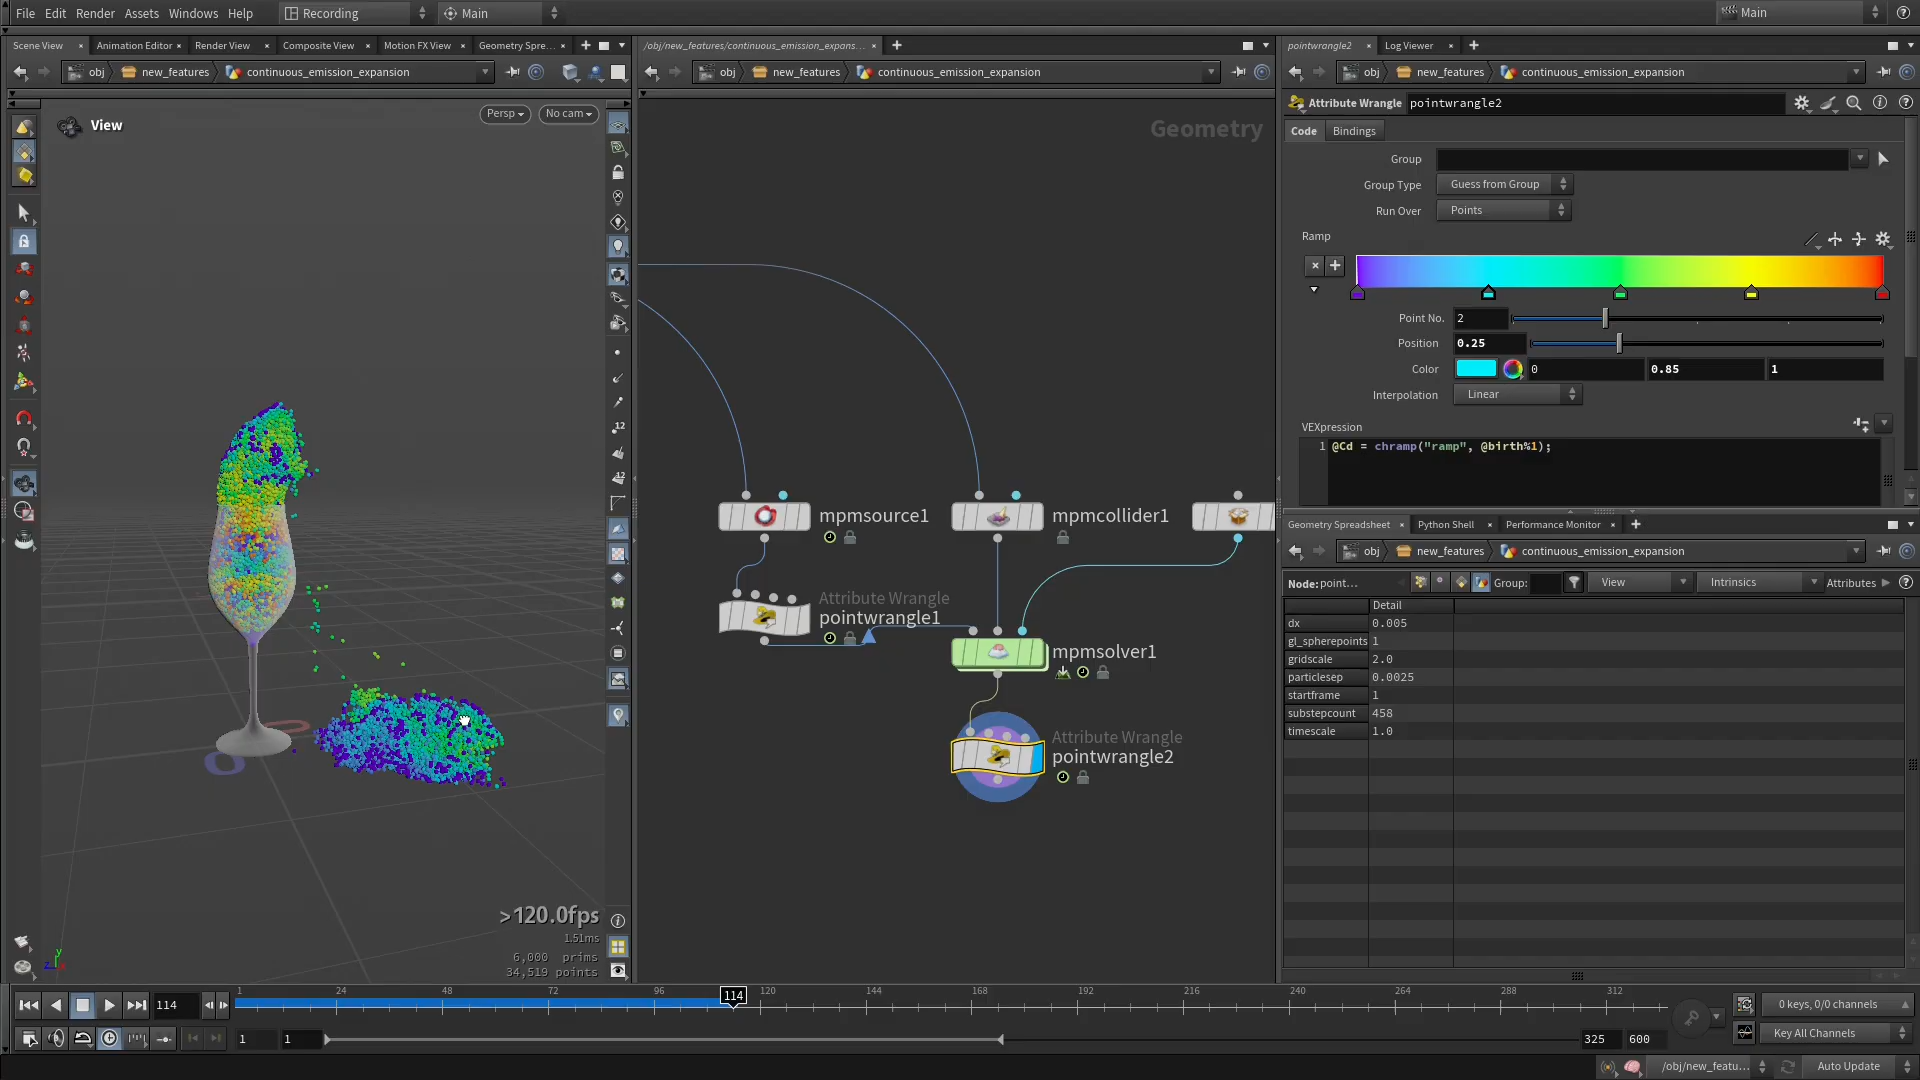 File Edit Render Assets Windows Help Recording Main Main
Scene View Animation Editor Render View Composite View Motion FX View Geometry Spre...
obj new_features continuous_emission_expansion
View
Persp No cam
>120.0fps
1.51ms
6,000 prims
34,519 points
/obj/new_features/continuous_emission_expans...
obj new_features continuous_emission_expansion
Geometry
mpmsource1
mpmcollider1
Attribute Wrangle
pointwrangle1
mpmsolver1
Attribute Wrangle
pointwrangle2
pointwrangle2 Log Viewer
obj new_features continuous_emission_expansion
Attribute Wrangle pointwrangle2
Code Bindings
Group
Group Type Guess from Group
Run Over Points
Ramp
Point No. 2
Position 0.25
Color 0 0.85 1
Interpolation Linear
VEXpression
1 @Cd = chramp("ramp", @birth%1);
Geometry Spreadsheet Python Shell Performance Monitor
obj new_features continuous_emission_expansion
Node: point... Group: View Intrinsics Attributes
Detail
dx 0.005
gl_spherepoints 1
gridscale 2.0
particlesep 0.0025
startframe 1
substepcount 458
timescale 1.0
114 1 24 48 72 96 114 120 144 168 192 216 240 264 288 312 0 keys, 0/0 channels
1 1 325 600 Key All Channels
/obj/new_featu... Auto Update